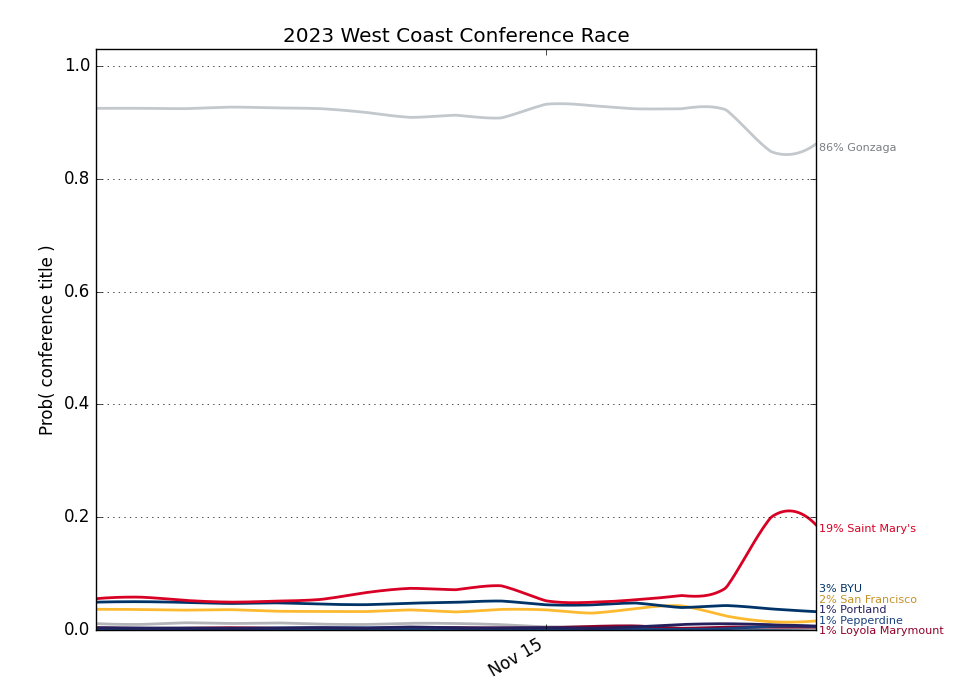 2023 West Coast Conference Race
1.0
0.8
0.6
0.4
0.2
0.0
Prob( conference title )
Nov 15
86% Gonzaga
19% Saint Mary's
3% BYU
2% San Francisco
1% Portland
1% Pepperdine
1% Loyola Marymount